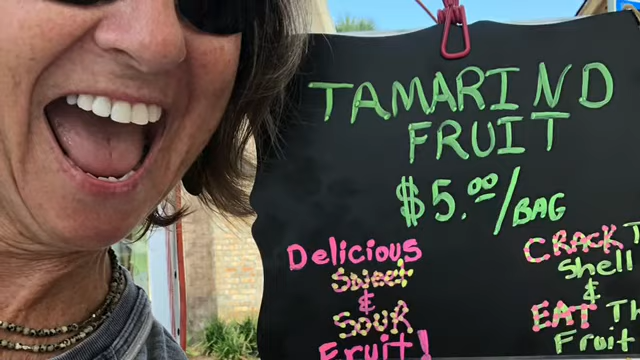 TAMARIND
FRUIT
$5.00/BAG
Delicious
Sweet
&
SOUR
Fruit!
CRACK
Shell
&
EAT
Fruit